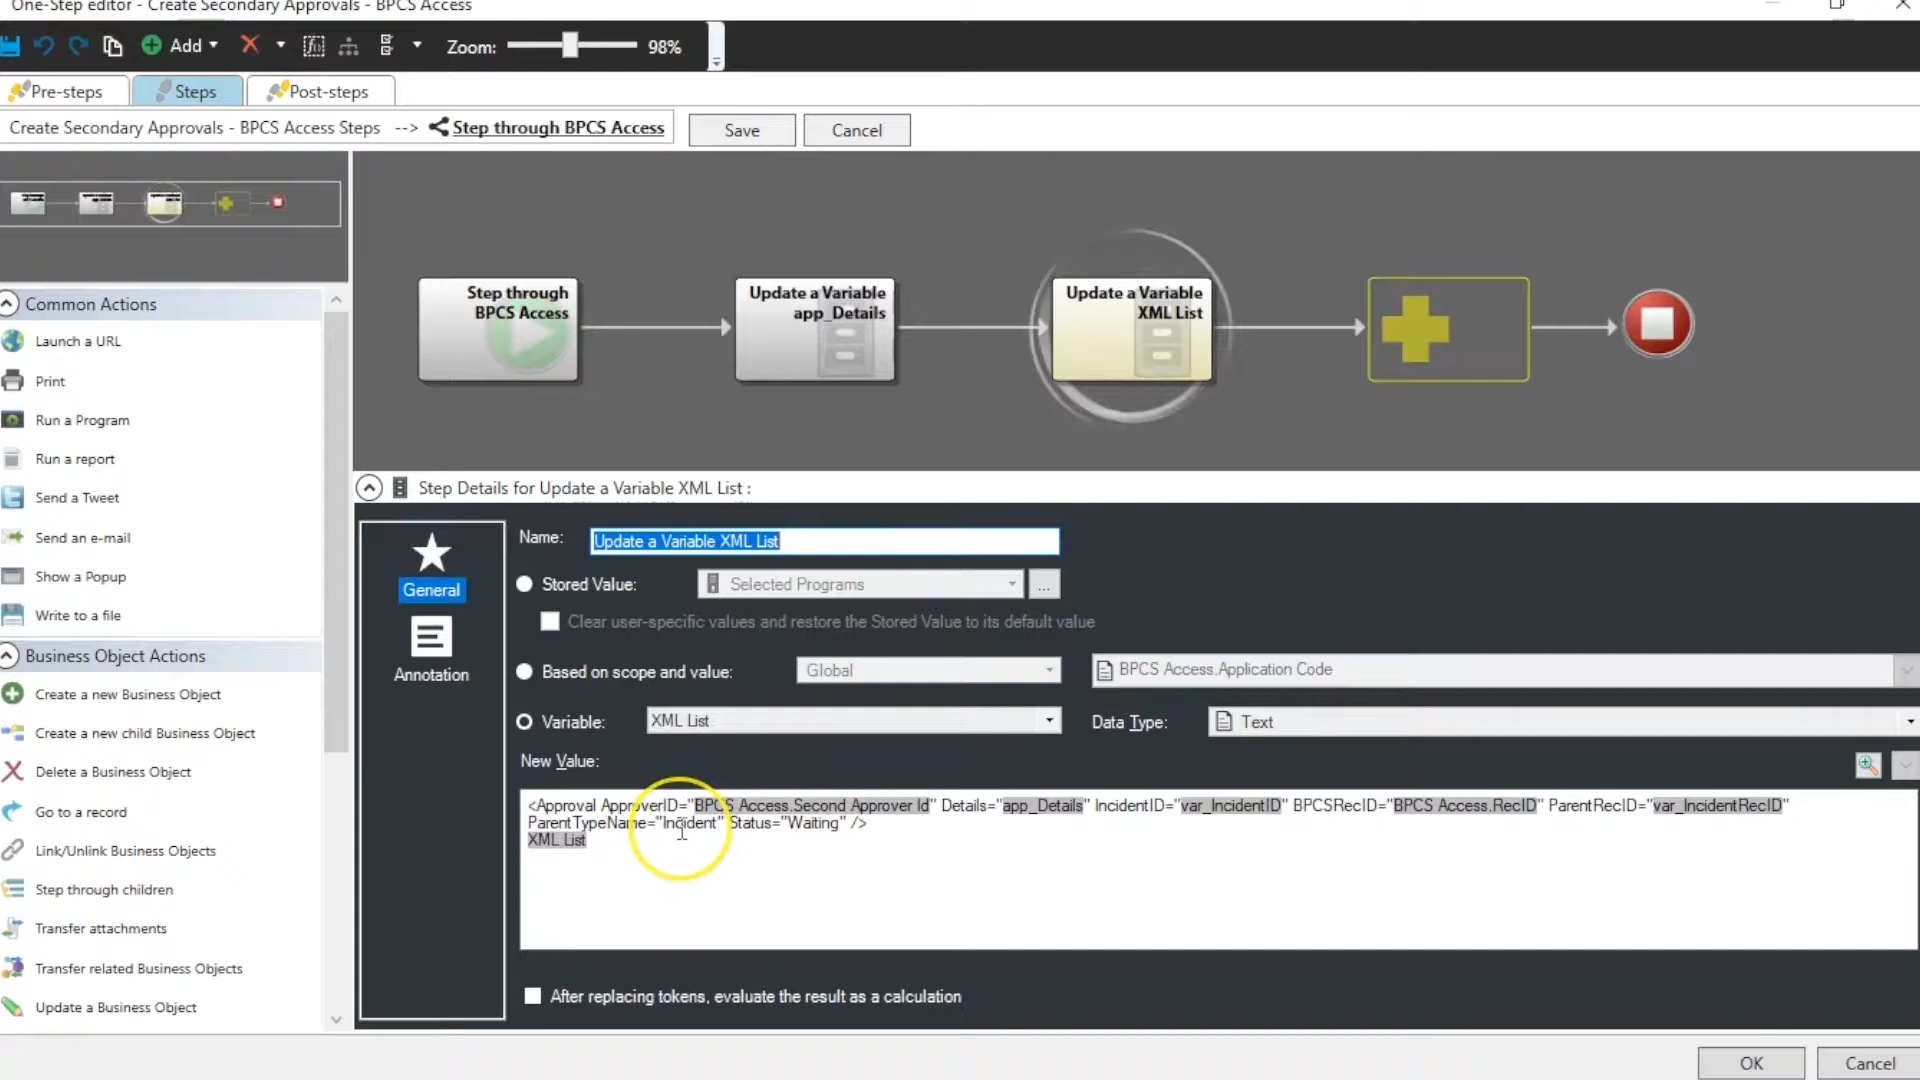 One-Step editor - Create Secondary Approvals - BPCS Access
Add
Zoom:
98%
Pre-steps
Steps
Post-steps
Create Secondary Approvals - BPCS Access Steps --> Step through BPCS Access
Save
Cancel
Step through
BPCS Access
Update a Variable
app_Details
Update a Variable
XML List
Common Actions
Launch a URL
Print
Run a Program
Run a report
Send a Tweet
Send an e-mail
Show a Popup
Write to a file
Business Object Actions
Create a new Business Object
Create a new child Business Object
Delete a Business Object
Go to a record
Link/Unlink Business Objects
Step through children
Transfer attachments
Transfer related Business Objects
Update a Business Object
Step Details for Update a Variable XML List :
General
Annotation
Name:
Update a Variable XML List
Stored Value:
Selected Programs
...
Clear user-specific values and restore the Stored Value to its default value
Based on scope and value:
Global
BPCS Access.Application Code
Variable:
XML List
Data Type:
Text
New Value:
<Approval ApproverID="BPCS Access.Second Approver Id" Details="app_Details" IncidentID="var_IncidentID" BPCSRecID="BPCS Access.RecID" ParentRecID="var_IncidentRecID"
ParentTypeName="Incident" Status="Waiting" />
XML List
After replacing tokens, evaluate the result as a calculation
OK
Cancel